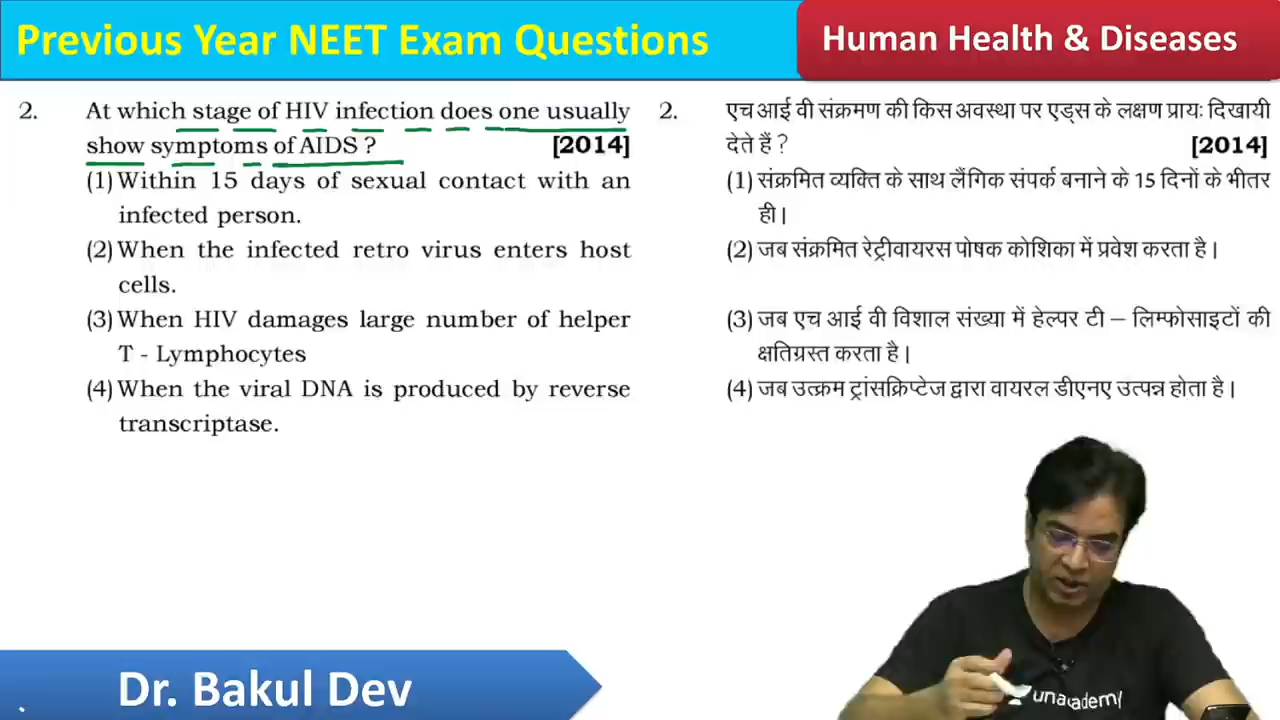 Previous Year NEET Exam Questions
Human Health & Diseases
2. At which stage of HIV infection does one usually
show symptoms of AIDS ? [2014]
(1) Within 15 days of sexual contact with an
infected person.
(2) When the infected retro virus enters host
cells.
(3) When HIV damages large number of helper
T - Lymphocytes
(4) When the viral DNA is produced by reverse
transcriptase.
2. एच आई वी संक्रमण की किस अवस्था पर एड्स के लक्षण प्रायः दिखायी
देते हैं ? [2014]
(1) संक्रमित व्यक्ति के साथ लैंगिक संपर्क बनाने के 15 दिनों के भीतर
ही।
(2) जब संक्रमित रेट्रीवायरस पोषक कोशिका में प्रवेश करता है।
(3) जब एच आई वी विशाल संख्या में हेल्पर टी – लिम्फोसाइटों की
क्षतिग्रस्त करता है।
(4) जब उत्क्रम ट्रांसक्रिप्टेज द्वारा वायरल डीएनए उत्पन्न होता है।
Dr. Bakul Dev
unacademy